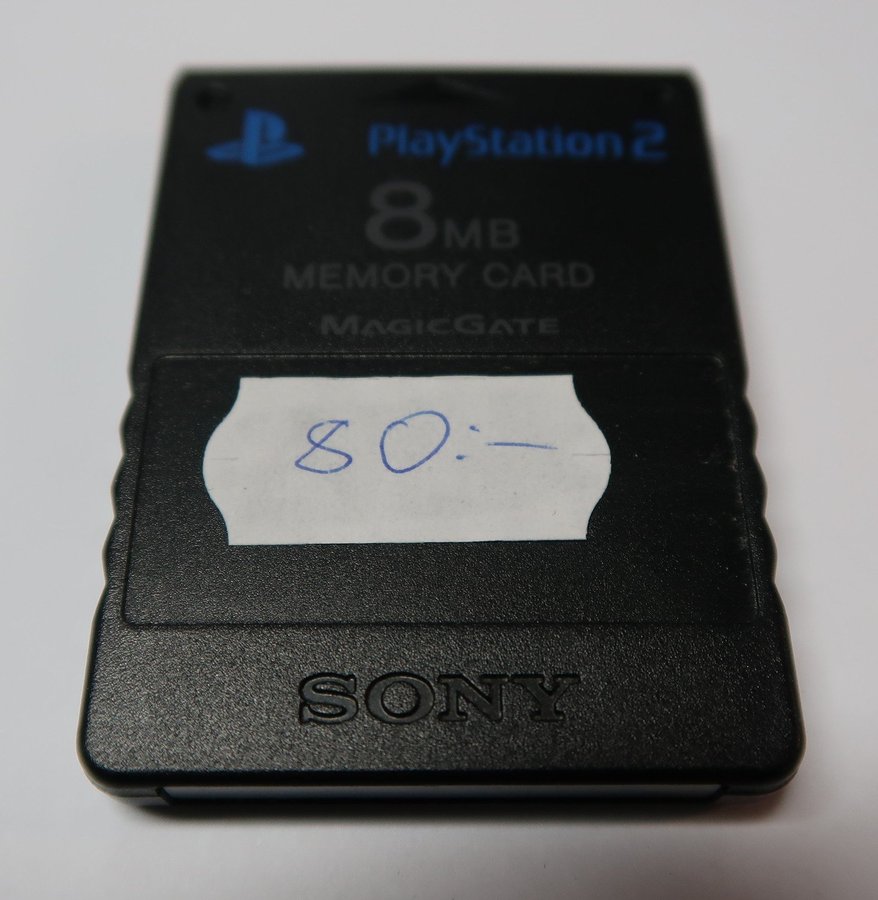 PlayStation 2
8MB
MEMORY CARD
MAGICGATE
80:-
SONY